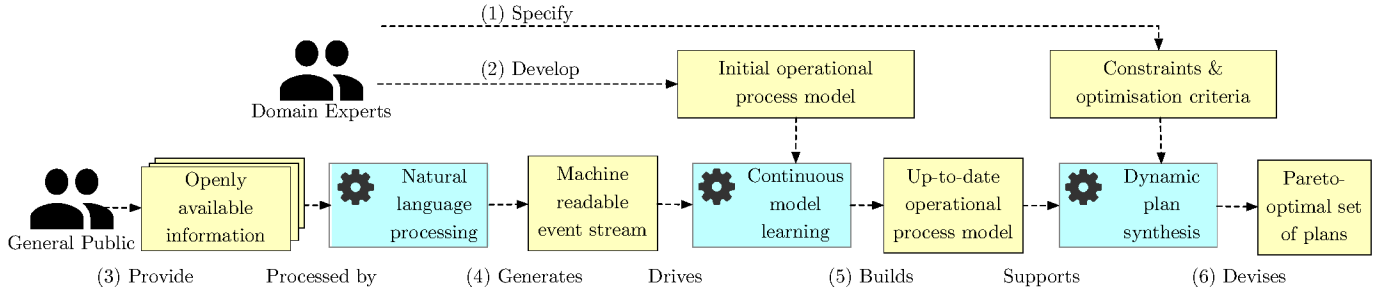 (1) Specify
(2) Develop
Domain Experts
Initial operational
process model
Constraints &
optimisation criteria
General Public
Openly
available
information
Natural
language
processing
Machine
readable
event stream
Continuous
model
learning
Up-to-date
operational
process model
Dynamic
plan
synthesis
Pareto-
optimal set
of plans
(3) Provide
Processed by
(4) Generates
Drives
(5) Builds
Supports
(6) Devises